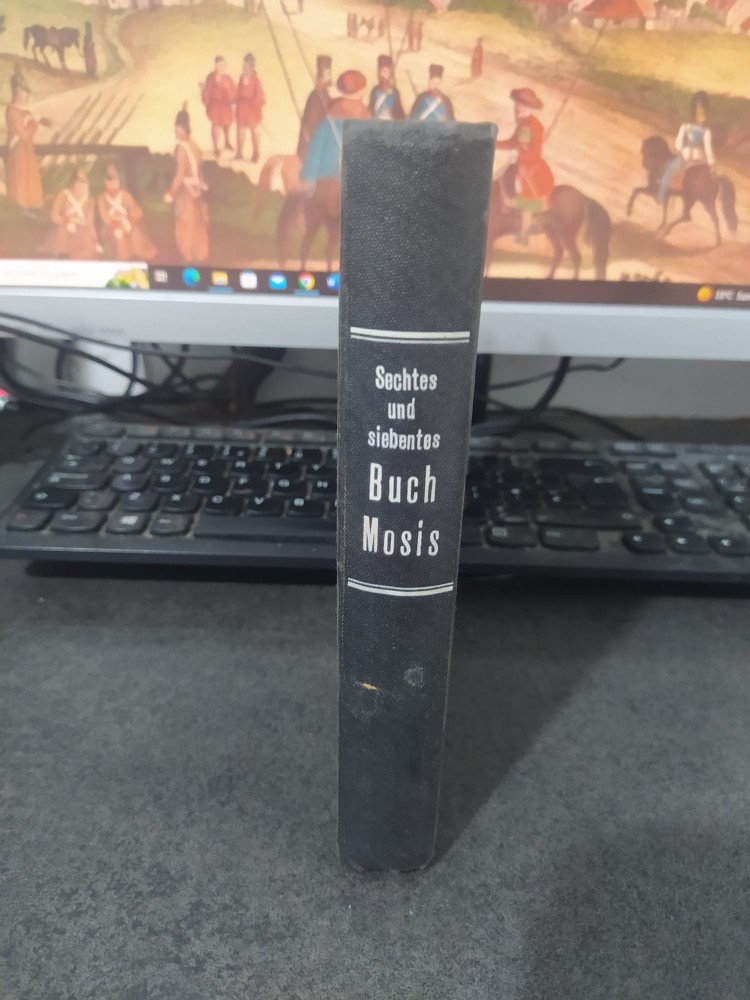 Sechtes
und
siebentes
Buch
Mosis